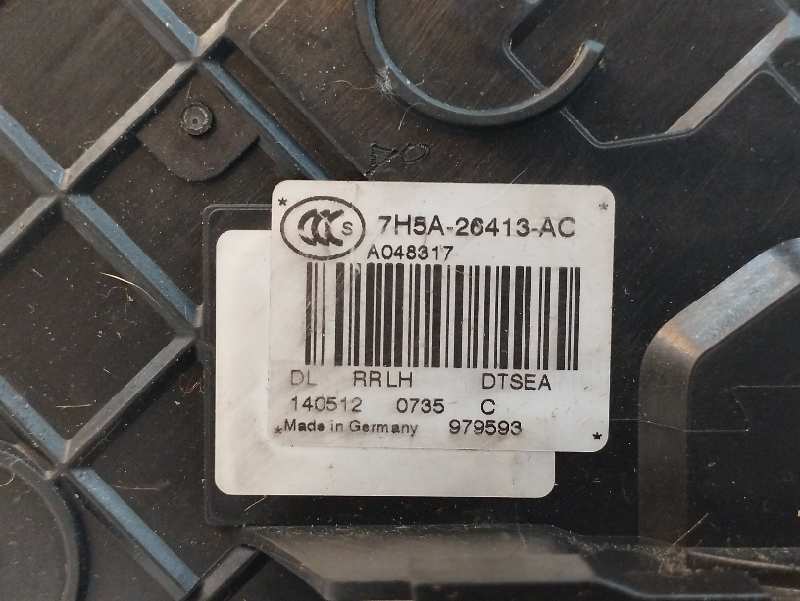 CCC S 7H5A-26413-AC
A048317
DL RR LH DTSEA
140512 0735 C
Made in Germany 979593